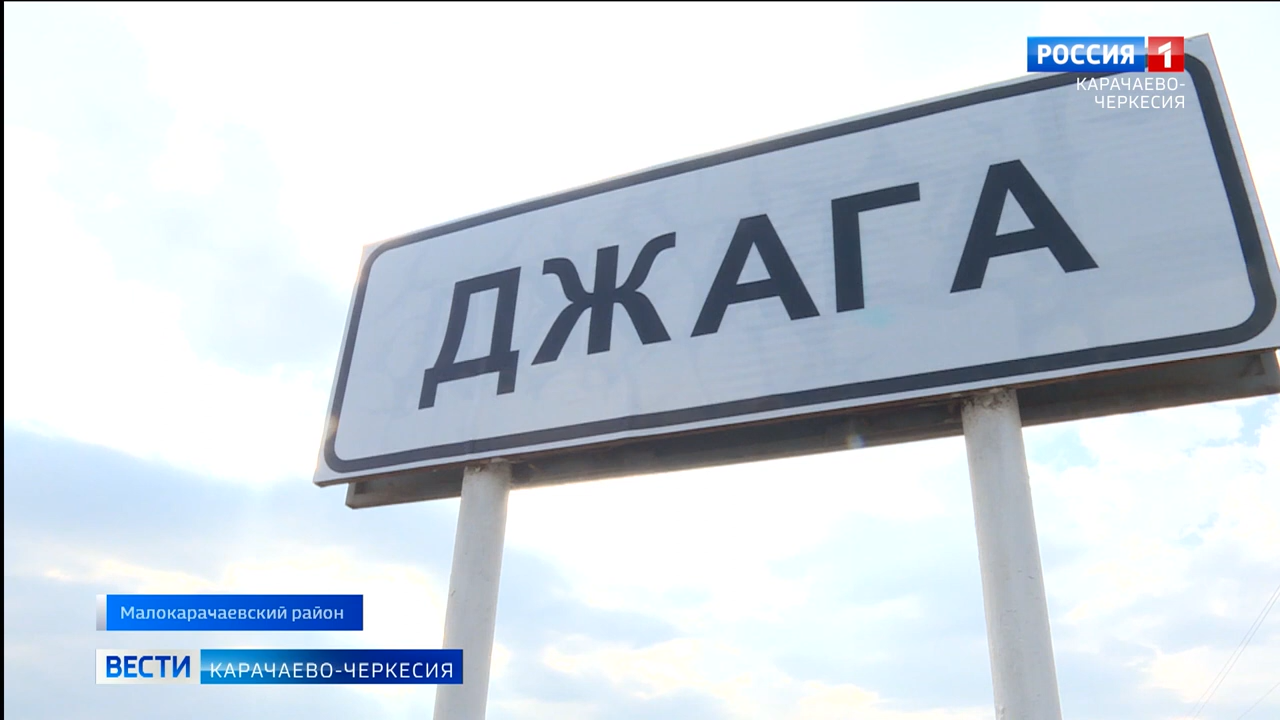 РОССИЯ 1
КАРАЧАЕВО-
ЧЕРКЕСИЯ
ДЖАГА
Малокарачаевский район
ВЕСТИ КАРАЧАЕВО-ЧЕРКЕСИЯ